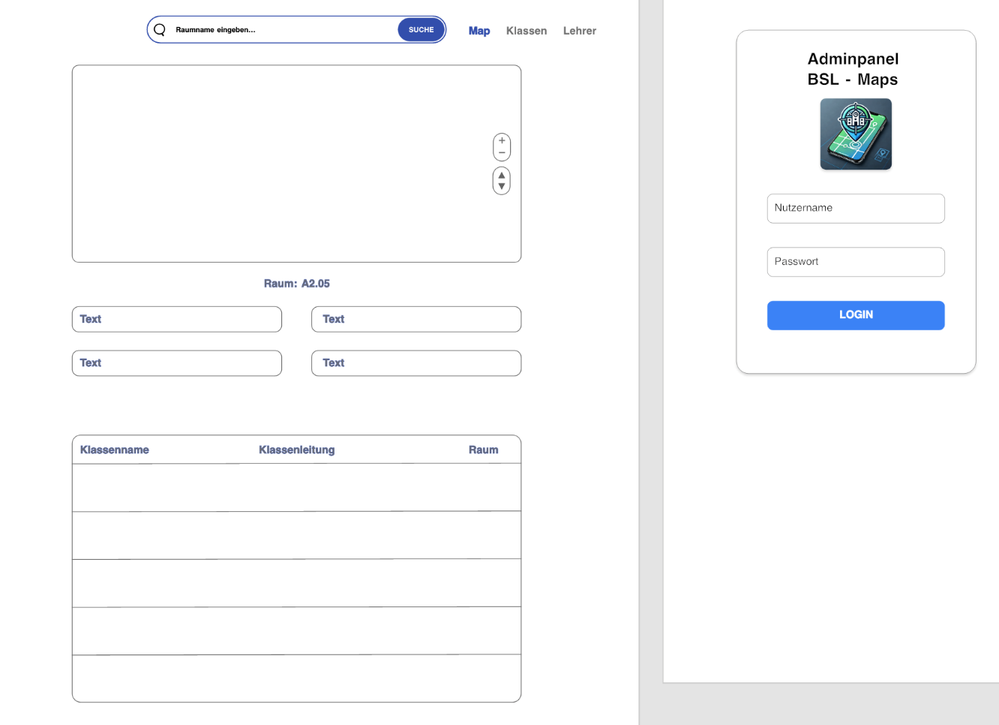 Raumname eingeben...
SUCHE
Map
Klassen
Lehrer
+
−
Raum: A2.05
Text
Text
Text
Text
Klassenname
Klassenleitung
Raum
Adminpanel
BSL - Maps
Nutzername
Passwort
LOGIN